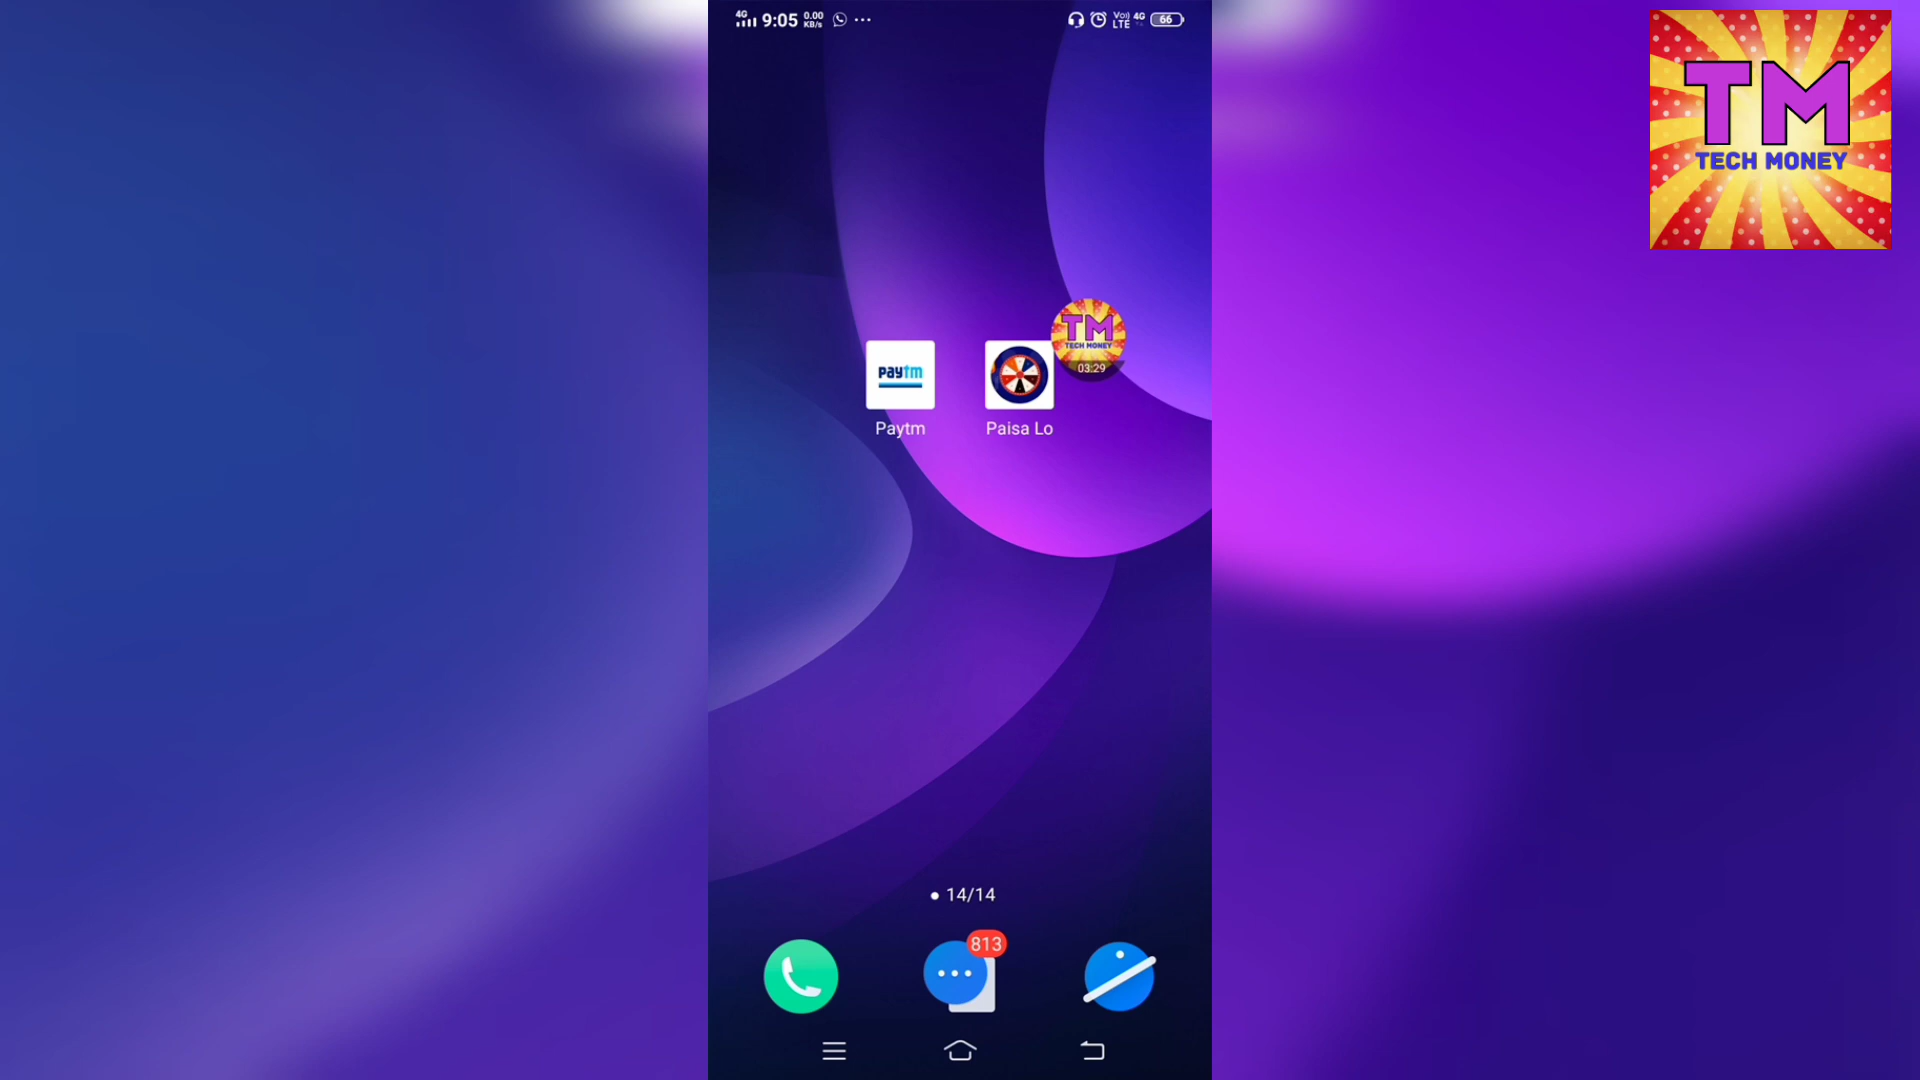 4G 9:05 0.00 KB/s
Vo)) LTE 4G 66
TM
TECH MONEY
TM
TECH MONEY
03:29
paytm
Paytm
Paisa Lo
14/14
813